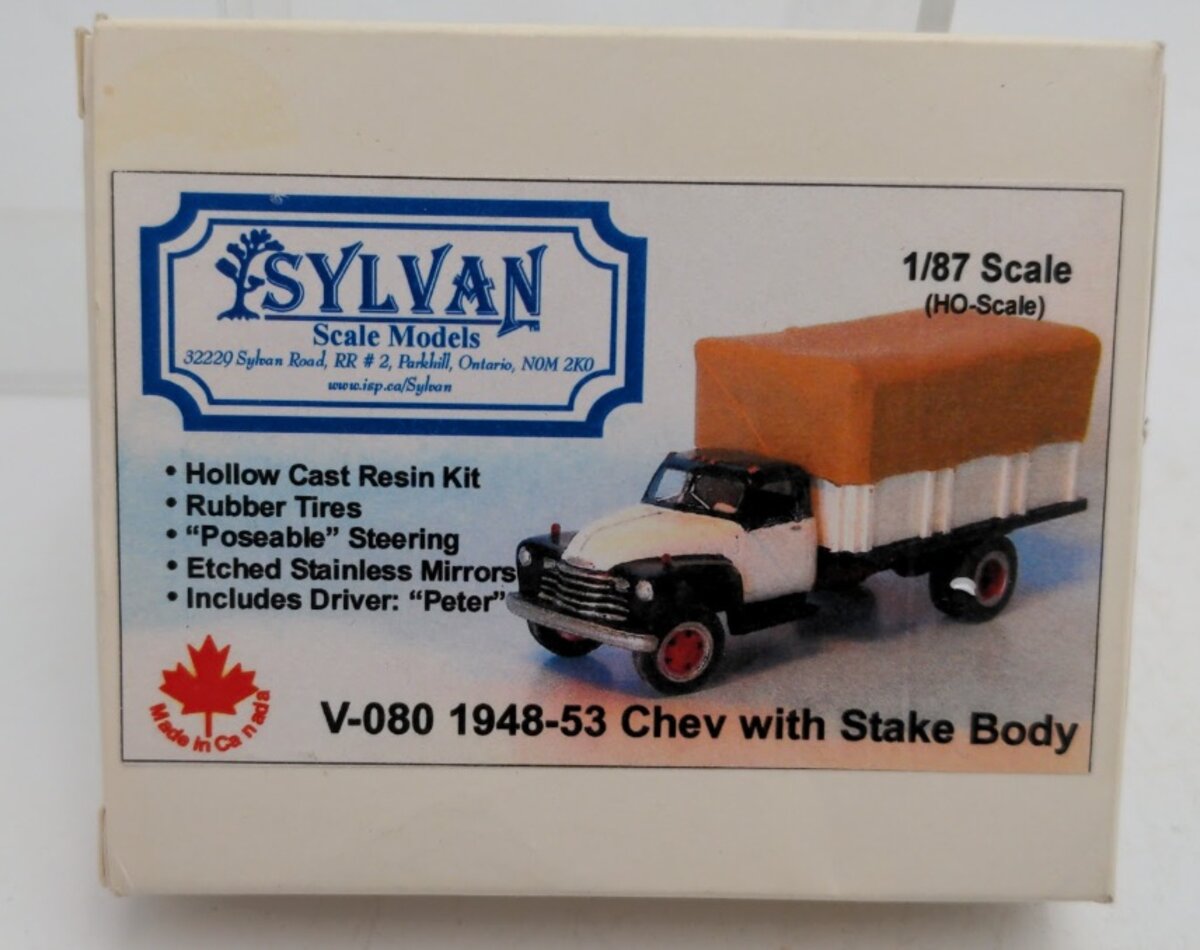 SYLVAN
Scale Models
32229 Sylvan Road, RR # 2, Parkhill, Ontario, N0M 2K0
www.isp.ca/Sylvan
1/87 Scale
(HO-Scale)
• Hollow Cast Resin Kit
• Rubber Tires
• “Poseable” Steering
• Etched Stainless Mirrors
• Includes Driver: “Peter”
Made in Canada
V-080 1948-53 Chev with Stake Body